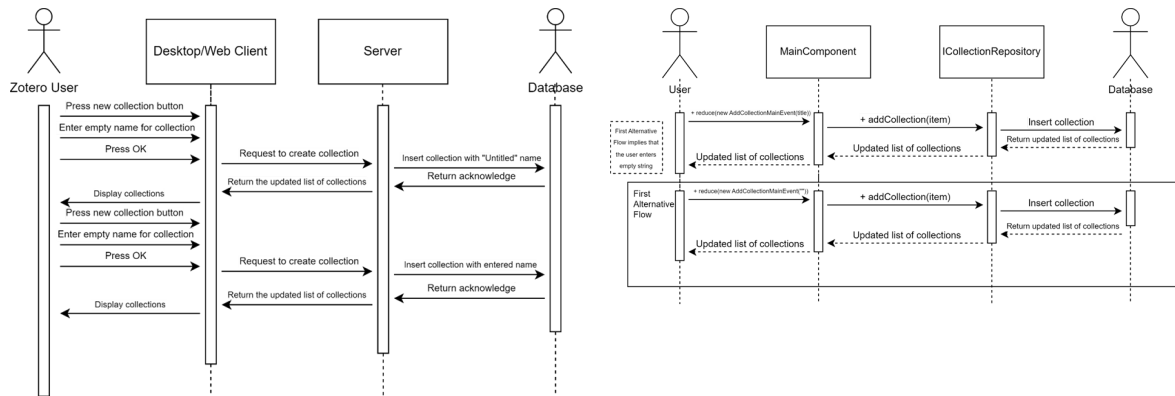 Desktop/Web Client
Server
Zotero User
Database
Press new collection button
Enter empty name for collection
Press OK
Request to create collection
Insert collection with "Untitled" name
Return acknowledge
Return the updated list of collections
Display collections
Press new collection button
Enter empty name for collection
Press OK
Request to create collection
Insert collection with entered name
Return acknowledge
Return the updated list of collections
Display collections
MainComponent
ICollectionRepository
User
Database
+ reduce(new AddCollectionMainEvent(title))
+ addCollection(item)
Insert collection
Return updated list of collections
Updated list of collections
Updated list of collections
First Alternative
Flow implies that
the user enters
empty string
First
Alternative
Flow
+ reduce(new AddCollectionMainEvent(""))
+ addCollection(item)
Insert collection
Return updated list of collections
Updated list of collections
Updated list of collections